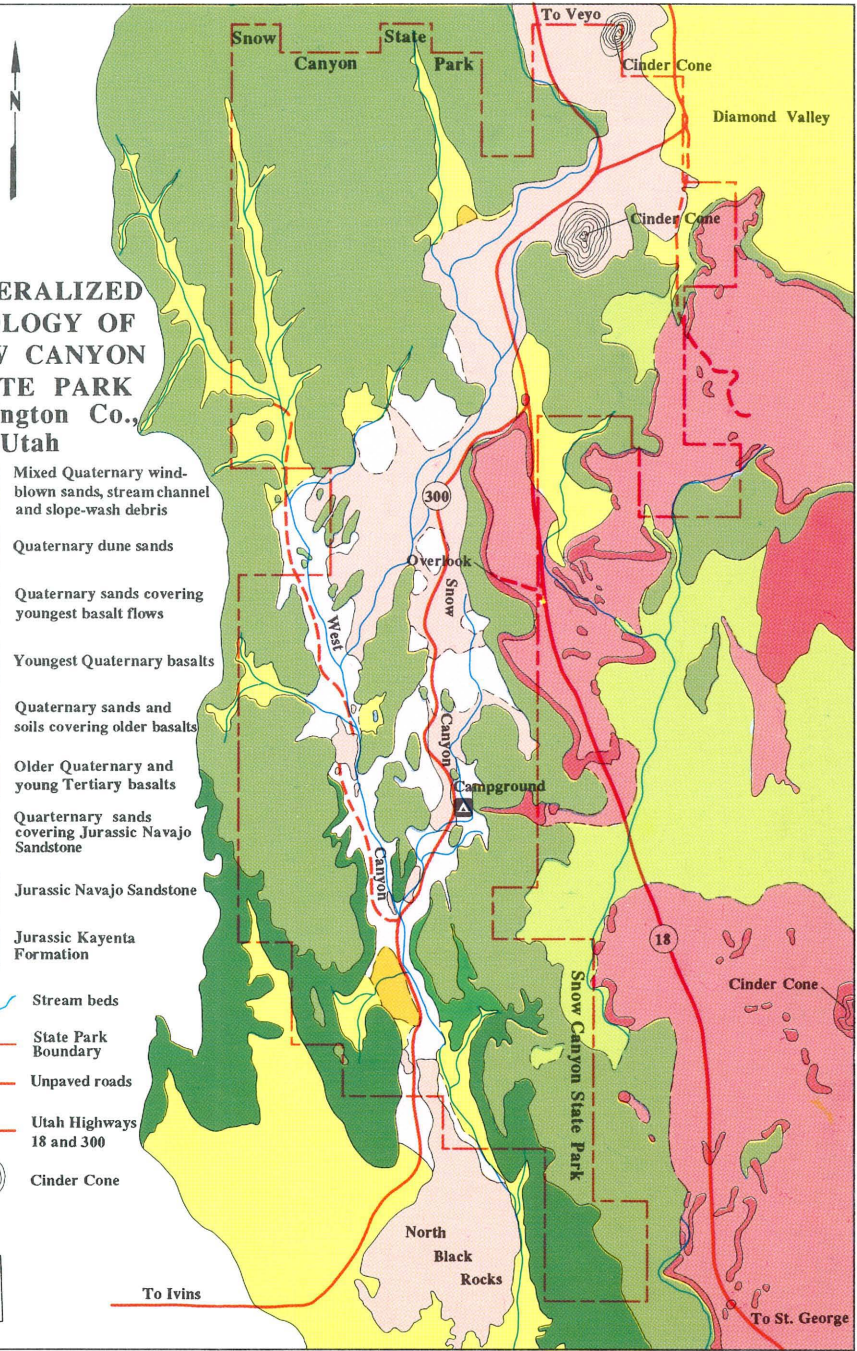 N
ERALIZED
LOGY OF
W CANYON
TE PARK
ngton Co.,
Utah
Mixed Quaternary wind-
blown sands, stream channel
and slope-wash debris
Quaternary dune sands
Quaternary sands covering
youngest basalt flows
Youngest Quaternary basalts
Quaternary sands and
soils covering older basalts
Older Quaternary and
young Tertiary basalts
Quarternary sands
covering Jurassic Navajo
Sandstone
Jurassic Navajo Sandstone
Jurassic Kayenta
Formation
Stream beds
State Park
Boundary
Unpaved roads
Utah Highways
18 and 300
Cinder Cone
To Veyo
Snow State
Canyon Park
Cinder Cone
Diamond Valley
Cinder Cone
300
Overlook
Snow
West
Canyon
Campground
Canyon
18
Cinder Cone
Snow Canyon State Park
North
Black
Rocks
To Ivins
To St. George